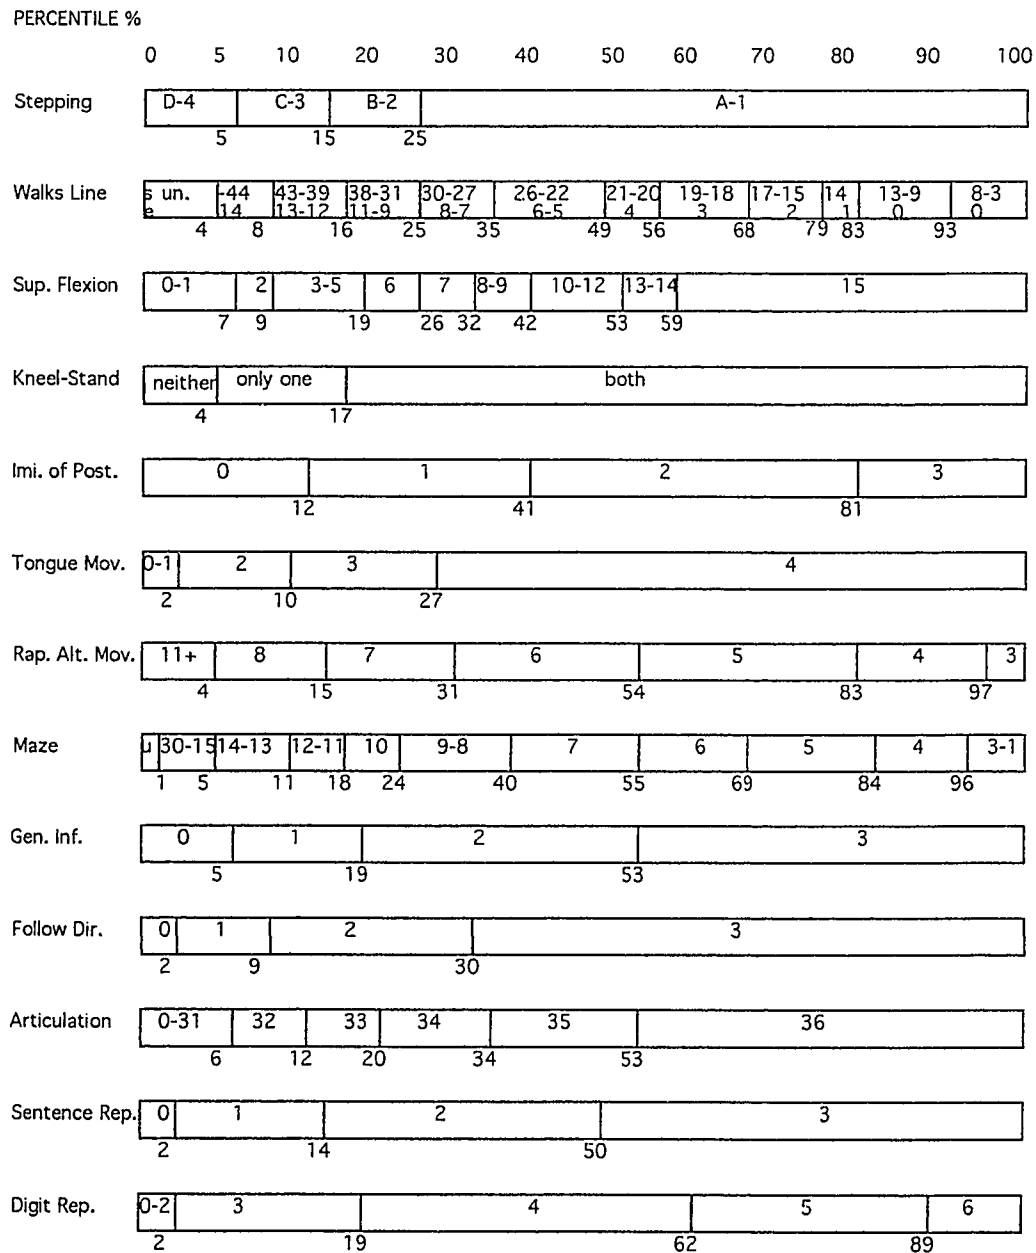 PERCENTILE %
0 5 10 20 30 40 50 60 70 80 90 100
Stepping D-4 C-3 B-2 A-1
5 15 25
Walks Line s un. -44 43-39 38-31 30-27 26-22 21-20 19-18 17-15 14 13-9 8-3
e 14 13-12 11-9 8-7 6-5 4 3 2 1 0 0
4 8 16 25 35 49 56 68 79 83 93
Sup. Flexion 0-1 2 3-5 6 7 8-9 10-12 13-14 15
7 9 19 26 32 42 53 59
Kneel-Stand neither only one both
4 17
Imi. of Post. 0 1 2 3
12 41 81
Tongue Mov. 0-1 2 3 4
2 10 27
Rap. Alt. Mov. 11+ 8 7 6 5 4 3
4 15 31 54 83 97
Maze u 30-15 14-13 12-11 10 9-8 7 6 5 4 3-1
1 5 11 18 24 40 55 69 84 96
Gen. Inf. 0 1 2 3
5 19 53
Follow Dir. 0 1 2 3
2 9 30
Articulation 0-31 32 33 34 35 36
6 12 20 34 53
Sentence Rep. 0 1 2 3
2 14 50
Digit Rep. 0-2 3 4 5 6
2 19 62 89